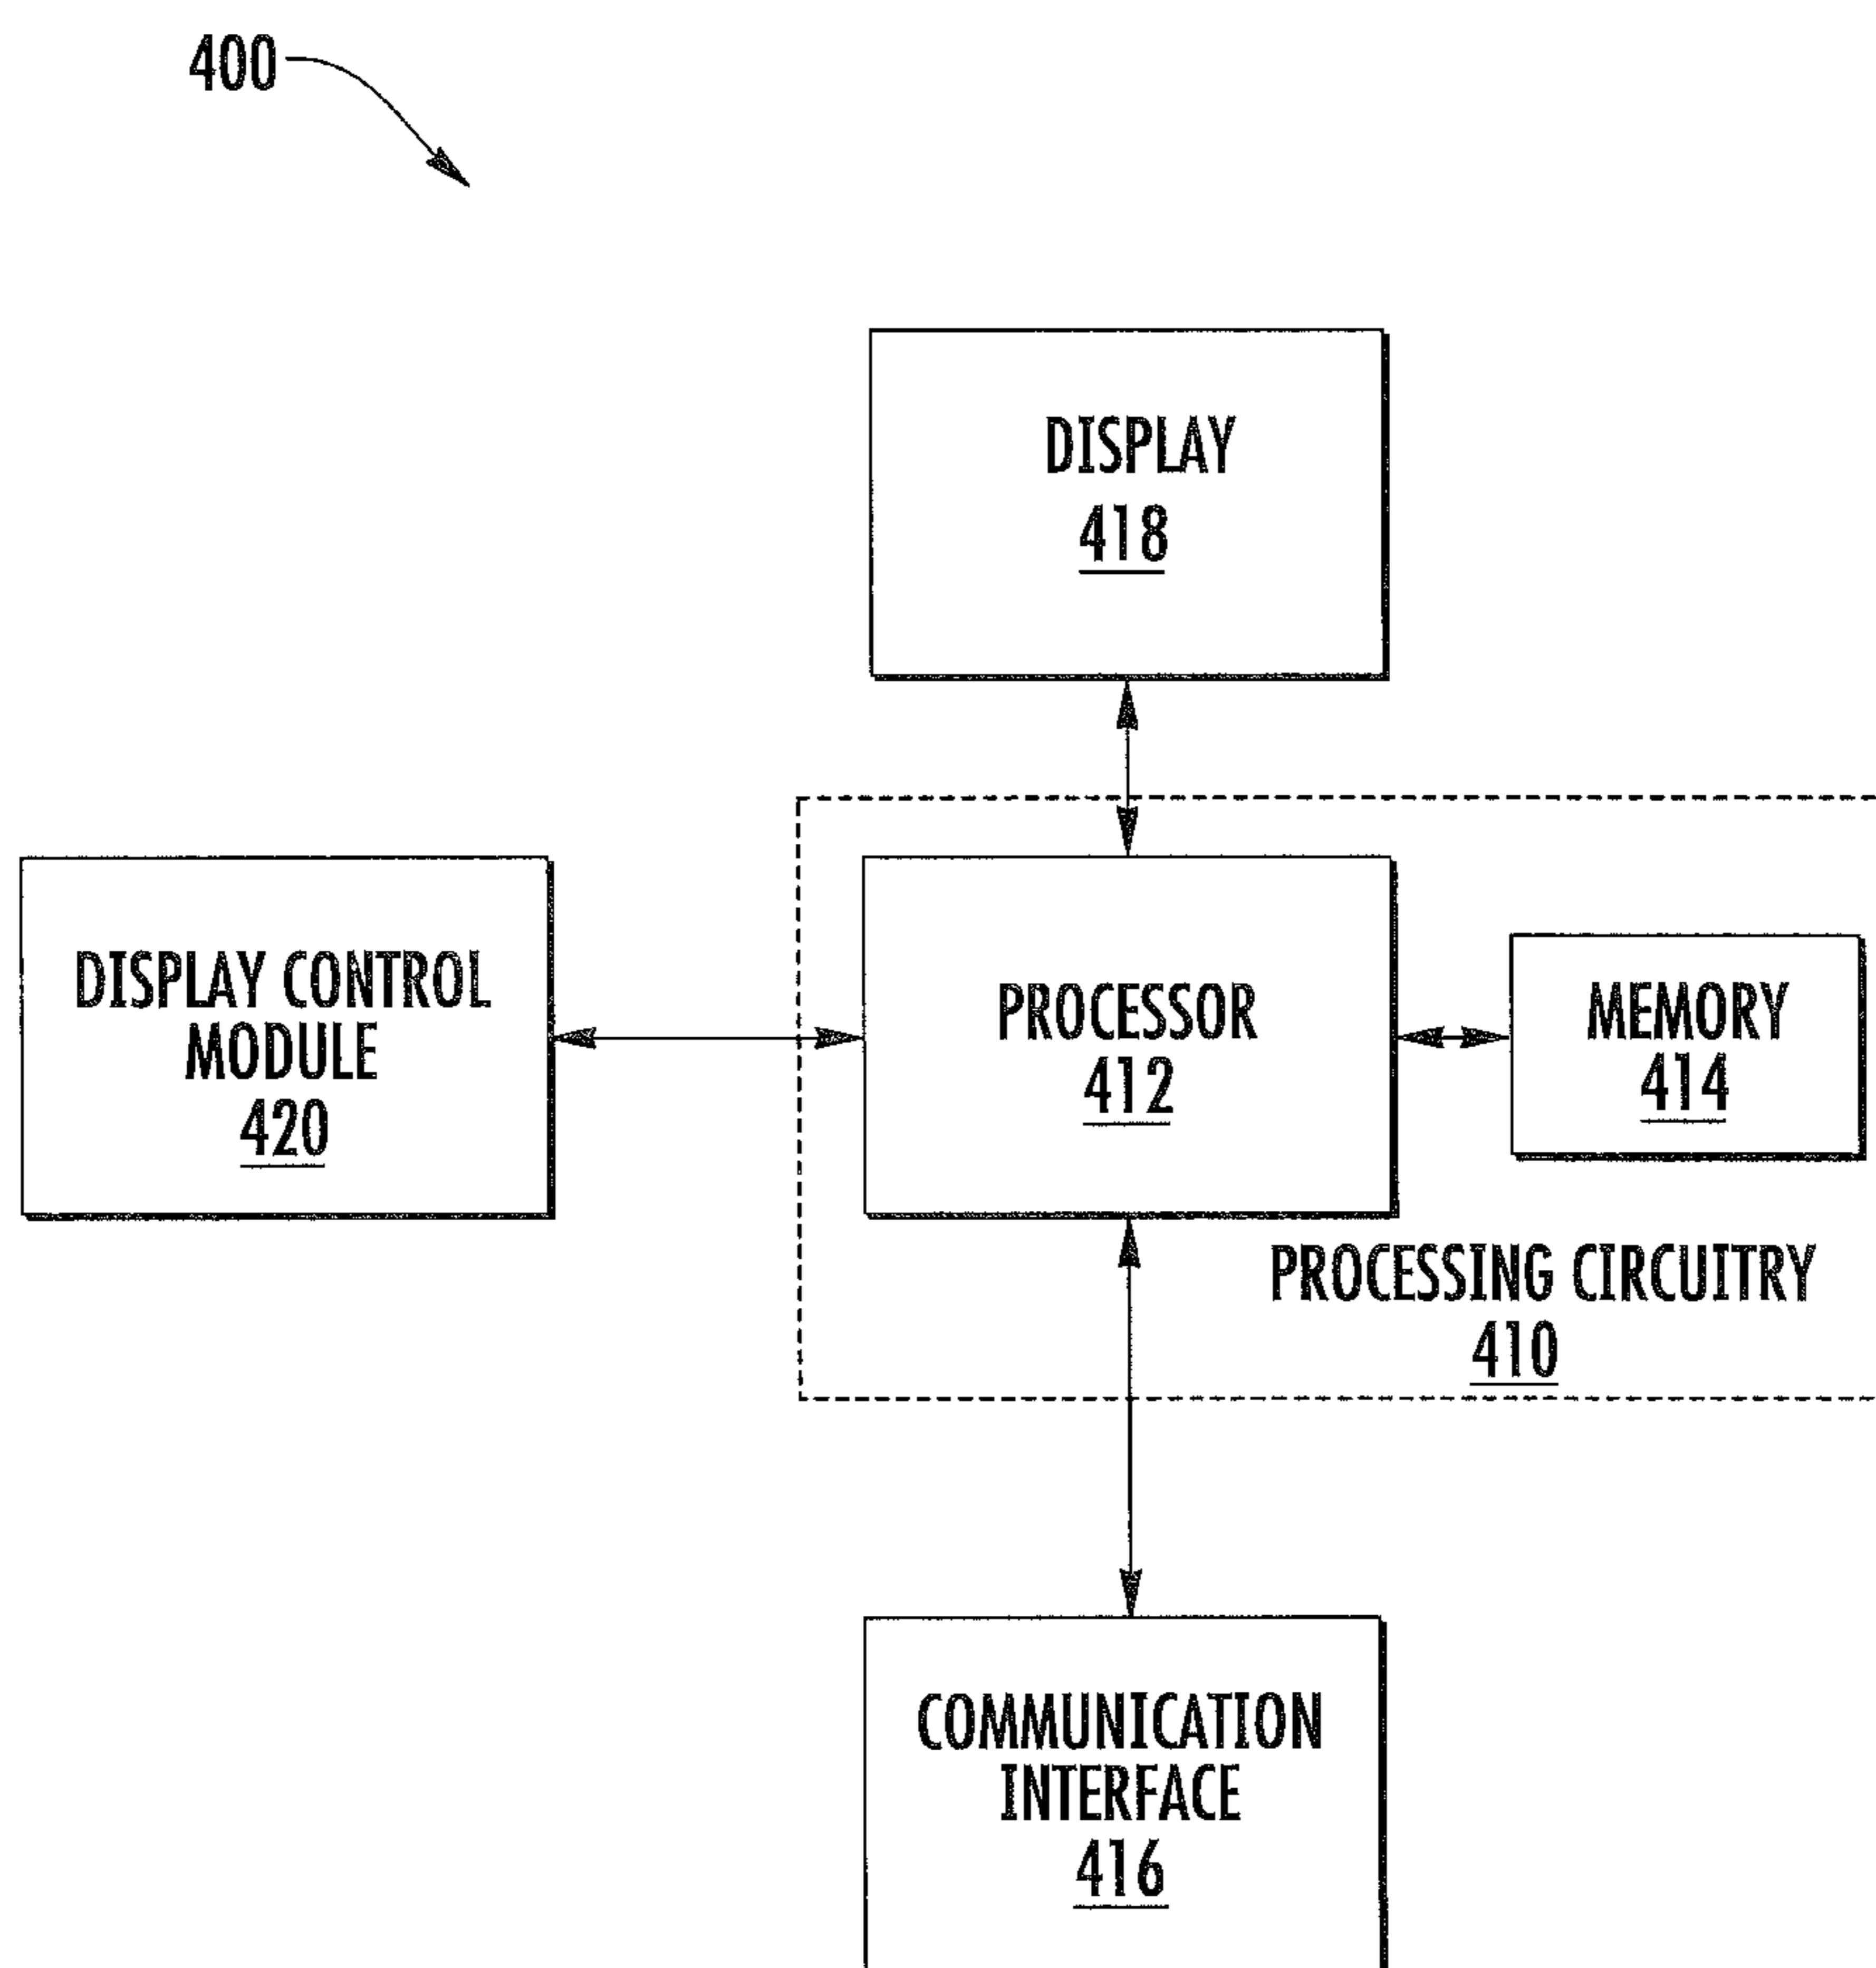 400
DISPLAY
418
DISPLAY CONTROL
MODULE
420
PROCESSOR
412
MEMORY
414
PROCESSING CIRCUITRY
410
COMMUNICATION
INTERFACE
416